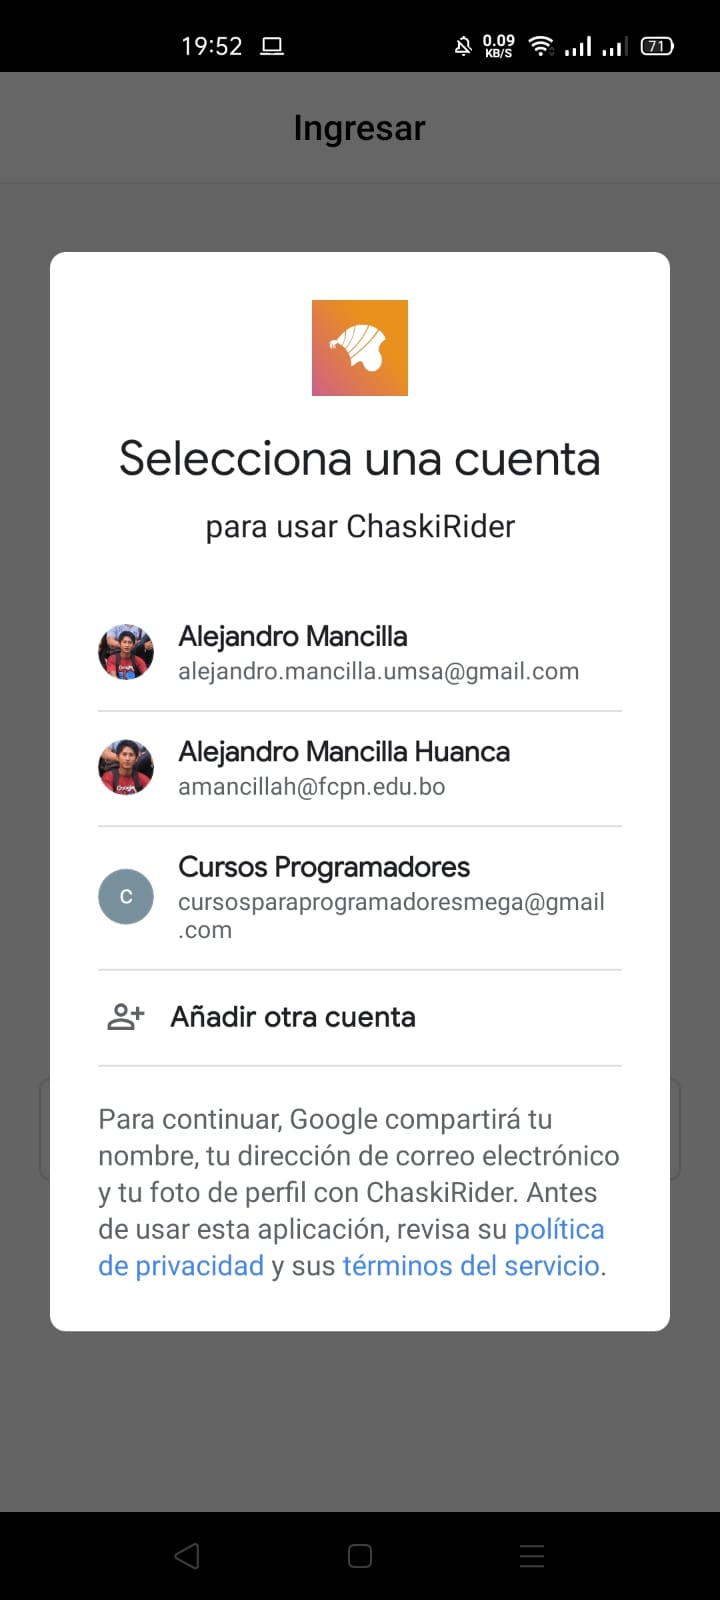 19:52
0.09
KB/S
71
Ingresar
Selecciona una cuenta
para usar ChaskiRider
Alejandro Mancilla
alejandro.mancilla.umsa@gmail.com
Alejandro Mancilla Huanca
amancillah@fcpn.edu.bo
C
Cursos Programadores
cursosparaprogramadoresmega@gmail
.com
Añadir otra cuenta
Para continuar, Google compartirá tu
nombre, tu dirección de correo electrónico
y tu foto de perfil con ChaskiRider. Antes
de usar esta aplicación, revisa su política
de privacidad y sus términos del servicio.